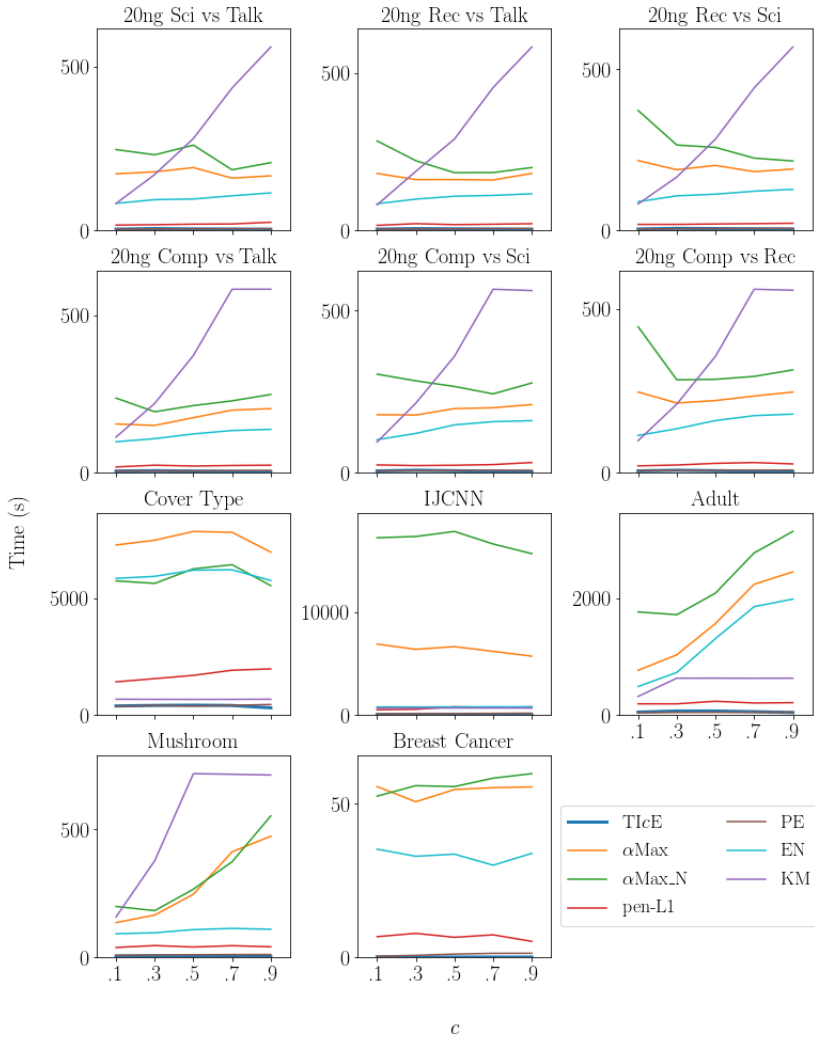 20ng Sci vs Talk
20ng Rec vs Talk
20ng Rec vs Sci
500
0
500
0
500
0
20ng Comp vs Talk
20ng Comp vs Sci
20ng Comp vs Rec
500
0
500
0
500
0
Time (s)
Cover Type
IJCNN
Adult
5000
0
10000
0
2000
0
.1 .3 .5 .7 .9
Mushroom
Breast Cancer
500
0
50
0
.1 .3 .5 .7 .9
.1 .3 .5 .7 .9
TIcE
αMax
αMax_N
pen-L1
PE
EN
KM
c